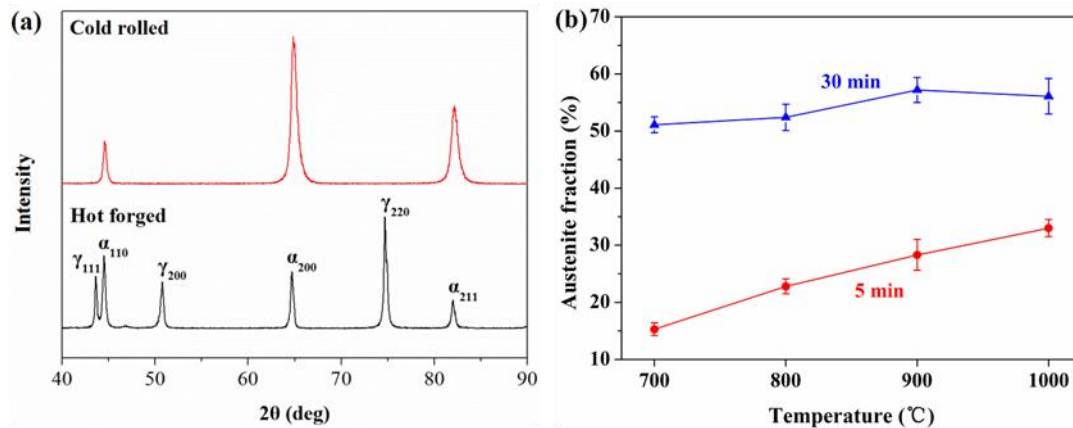 (a)
Cold rolled
Hot forged
γ111
α110
γ200
α200
γ220
α211
Intensity
40 50 60 70 80 90
2θ (deg)
(b)
70
60
50
40
30
20
10
30 min
5 min
Austenite fraction (%)
700 800 900 1000
Temperature (℃)